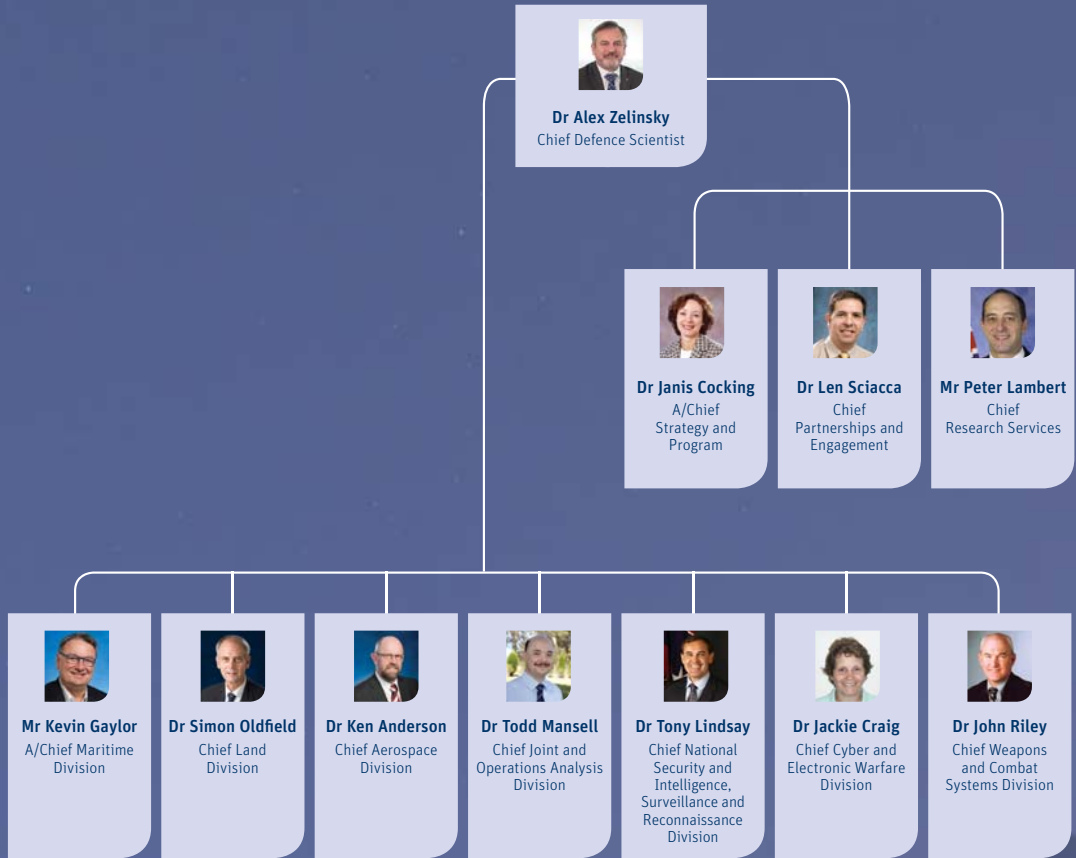 Dr Alex Zelinsky
Chief Defence Scientist
Dr Janis Cocking
A/Chief
Strategy and
Program
Dr Len Sciacca
Chief
Partnerships and
Engagement
Mr Peter Lambert
Chief
Research Services
Mr Kevin Gaylor
A/Chief Maritime
Division
Dr Simon Oldfield
Chief Land
Division
Dr Ken Anderson
Chief Aerospace
Division
Dr Todd Mansell
Chief Joint and
Operations Analysis
Division
Dr Tony Lindsay
Chief National
Security and
Intelligence,
Surveillance and
Reconnaissance
Division
Dr Jackie Craig
Chief Cyber and
Electronic Warfare
Division
Dr John Riley
Chief Weapons
and Combat
Systems Division